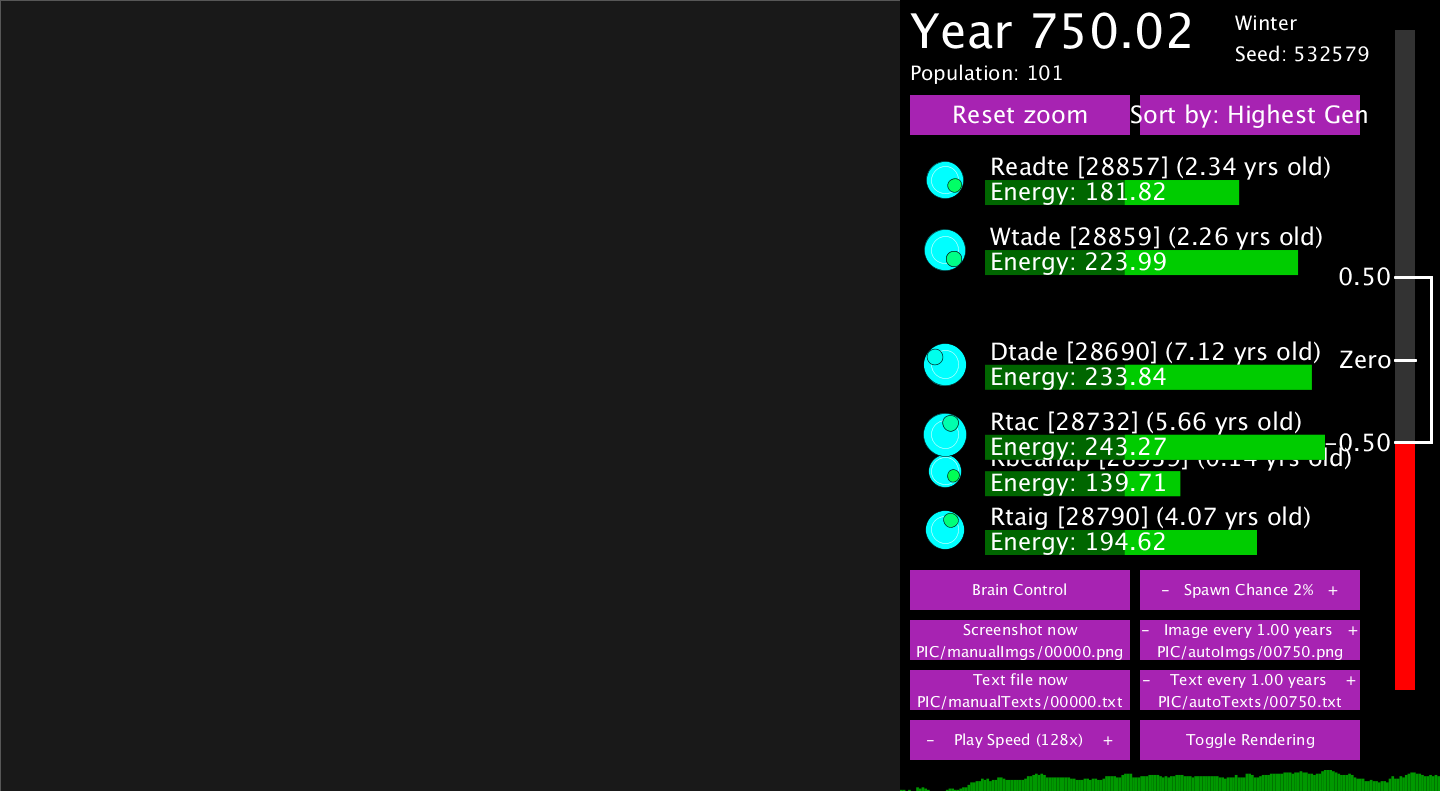 Year 750.02
Winter
Seed: 532579
Population: 101
Reset zoom
Sort by: Highest Gen
Readte [28857] (2.34 yrs old)
Energy: 181.82
Wtade [28859] (2.26 yrs old)
Energy: 223.99
0.50
Dtade [28690] (7.12 yrs old)
Energy: 233.84
Zero
Rtac [28732] (5.66 yrs old)
Energy: 243.27
-0.50
yrs old)
Energy: 139.71
Rtaig [28790] (4.07 yrs old)
Energy: 194.62
Brain Control
- Spawn Chance 2% +
Screenshot now
PIC/manualImgs/00000.png
- Image every 1.00 years +
PIC/autoImgs/00750.png
Text file now
PIC/manualTexts/00000.txt
- Text every 1.00 years +
PIC/autoTexts/00750.txt
- Play Speed (128x) +
Toggle Rendering